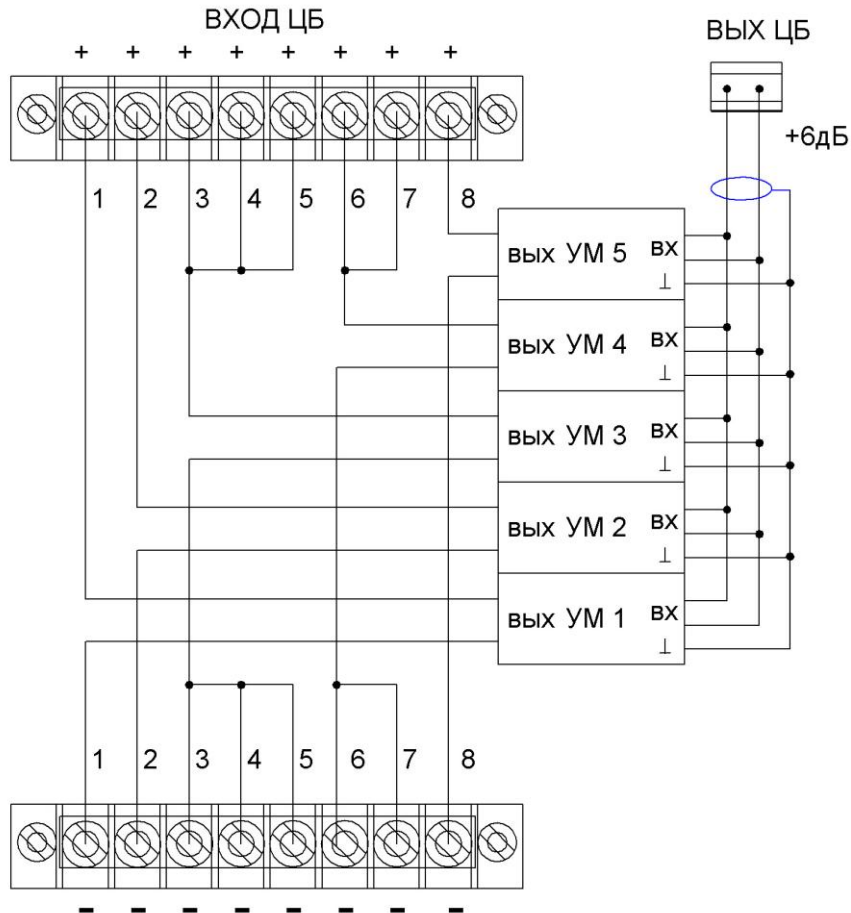 ВХОД ЦБ
ВЫХ ЦБ
+ + + + + + + +
+6дБ
1 2 3 4 5 6 7 8
вых УМ 5 вх
⊥
вых УМ 4 вх
⊥
вых УМ 3 вх
⊥
вых УМ 2 вх
⊥
вых УМ 1 вх
⊥
1 2 3 4 5 6 7 8
- - - - - - - -